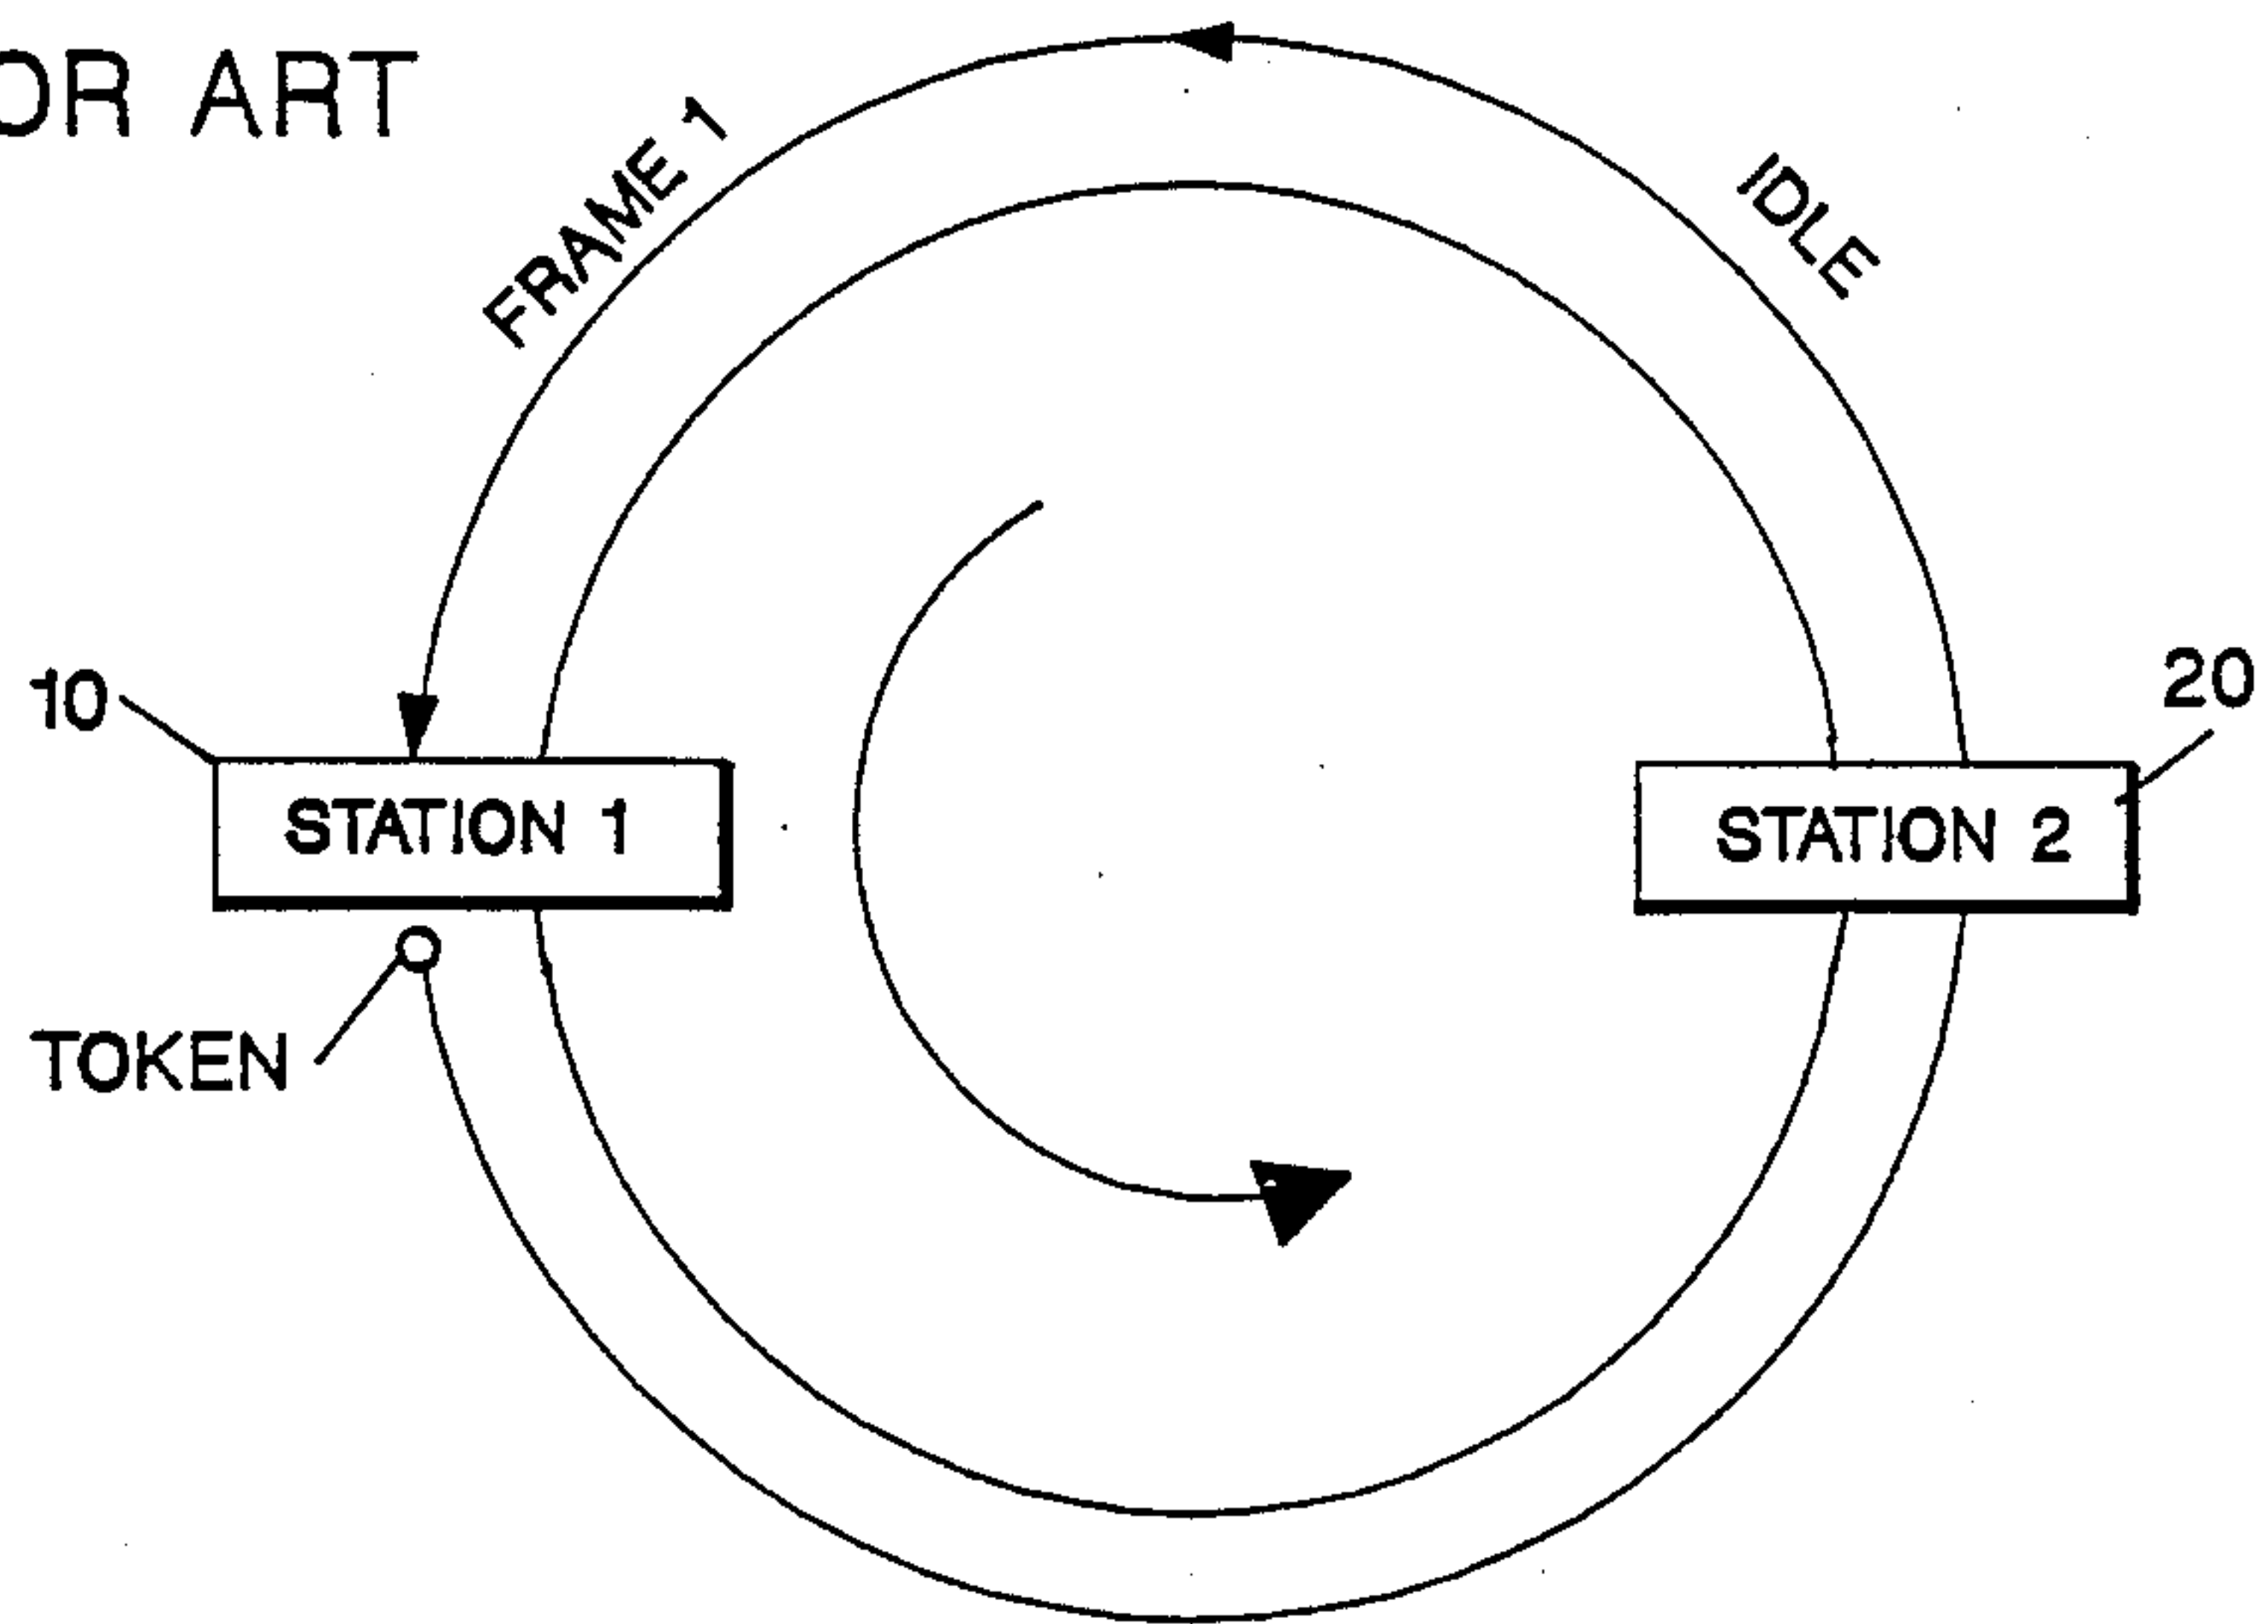 OR ART
FRAME 1
IDLE
10
20
STATION 1
STATION 2
TOKEN